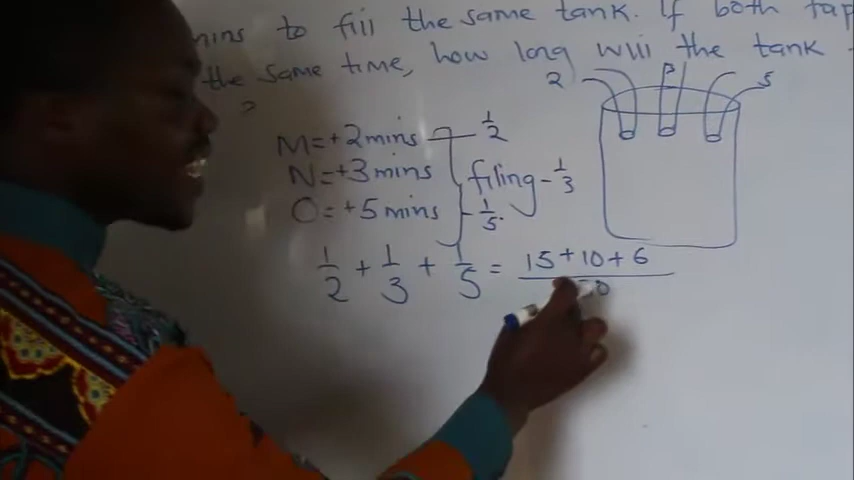 mins to fill the same tank. If both tap
the same time, how long will the tank
?
2 3 5
M=+2mins 1/2
N=+3mins filing - 1/3
O=+5mins - 1/5.
1/2 + 1/3 + 1/5 = 15+10+6